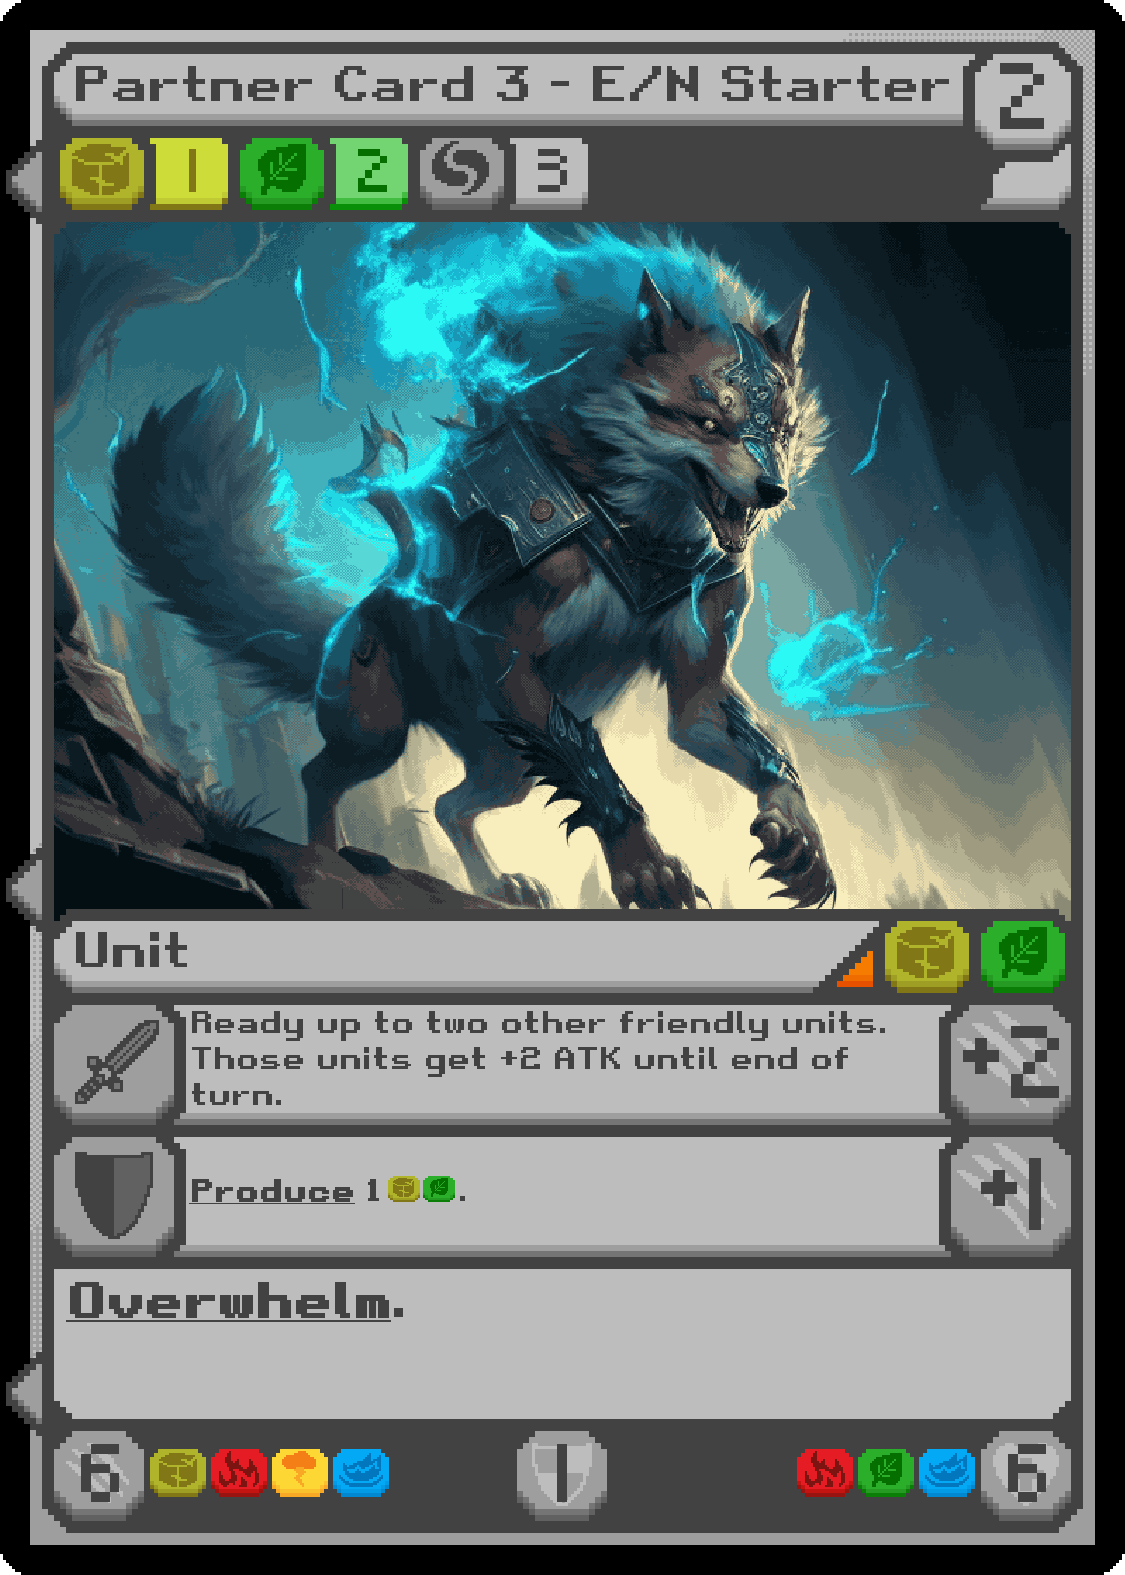 Partner Card 3 - E/N Starter
2
1 2 3
Unit
Ready up to two other friendly units.
Those units get +2 ATK until end of
turn.
+2
Produce 1 .
+1
Overwhelm.
6 1 6